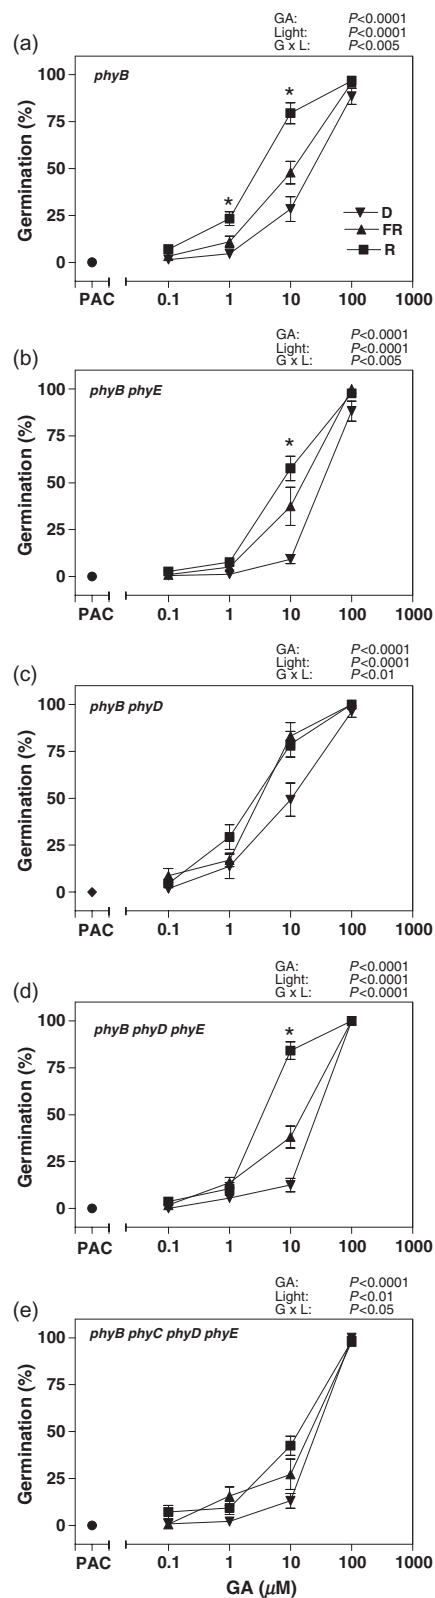 GA: P<0.0001
Light: P<0.0001
G x L: P<0.005
(a)
phyB
100
75
50
25
0
Germination (%)
*
*
D
FR
R
PAC 0.1 1 10 100 1000
GA: P<0.0001
Light: P<0.0001
G x L: P<0.005
(b)
phyB phyE
100
75
50
25
0
Germination (%)
*
PAC 0.1 1 10 100 1000
GA: P<0.0001
Light: P<0.0001
G x L: P<0.01
(c)
phyB phyD
100
75
50
25
0
Germination (%)
PAC 0.1 1 10 100 1000
GA: P<0.0001
Light: P<0.0001
G x L: P<0.0001
(d)
phyB phyD phyE
100
75
50
25
0
Germination (%)
*
PAC 0.1 1 10 100 1000
GA: P<0.0001
Light: P<0.01
G x L: P<0.05
(e)
phyB phyC phyD phyE
100
75
50
25
0
Germination (%)
PAC 0.1 1 10 100 1000
GA (μM)